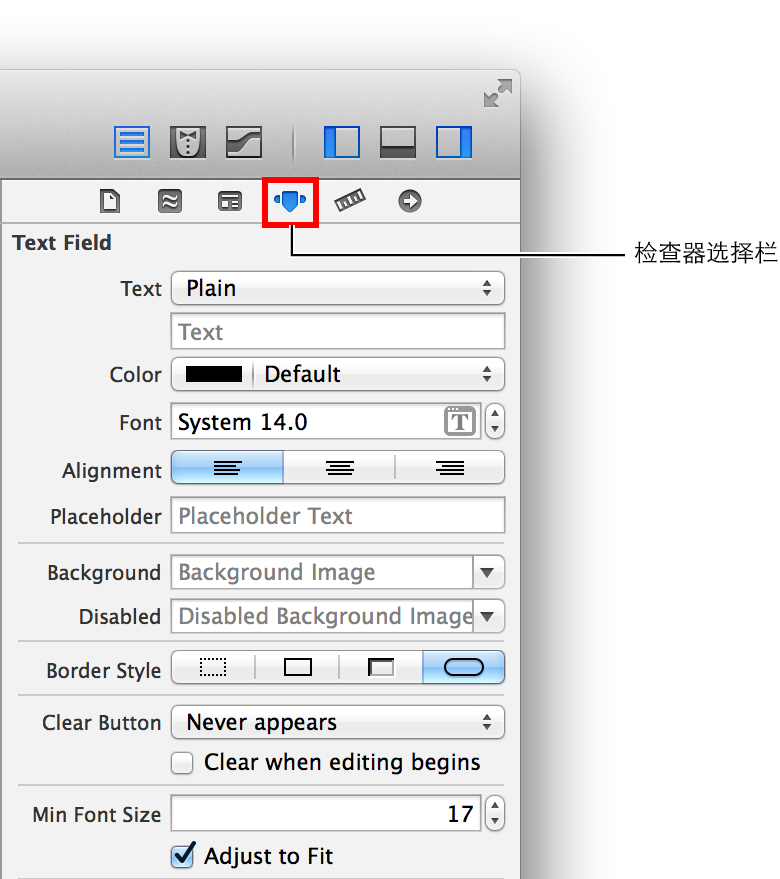 Text Field
检查器选择栏
Text Plain
Text
Color Default
Font System 14.0 T
Alignment
Placeholder Placeholder Text
Background Background Image
Disabled Disabled Background Image
Border Style
Clear Button Never appears
Clear when editing begins
Min Font Size 17
Adjust to Fit